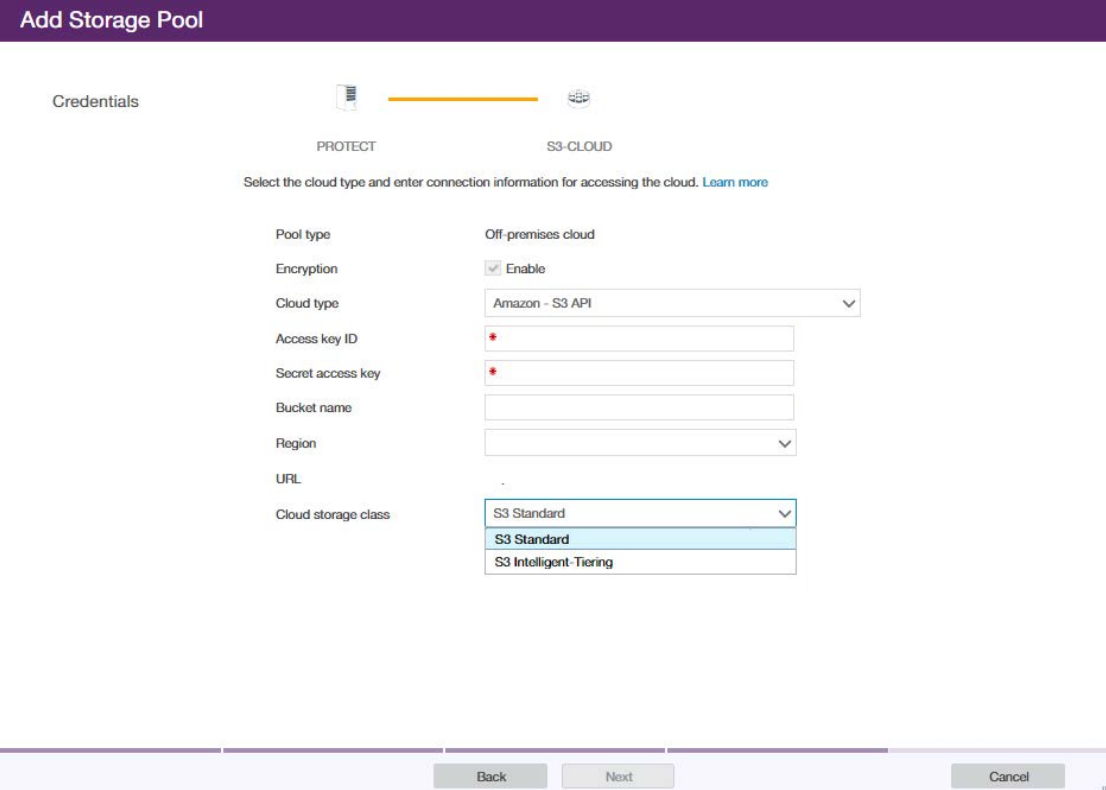 Add Storage Pool
Credentials
PROTECT
S3-CLOUD
Select the cloud type and enter connection information for accessing the cloud. Learn more
Pool type Off-premises cloud
Encryption Enable
Cloud type Amazon - S3 API
Access key ID *
Secret access key *
Bucket name
Region
URL
Cloud storage class S3 Standard
S3 Standard
S3 Intelligent-Tiering
Back Next Cancel